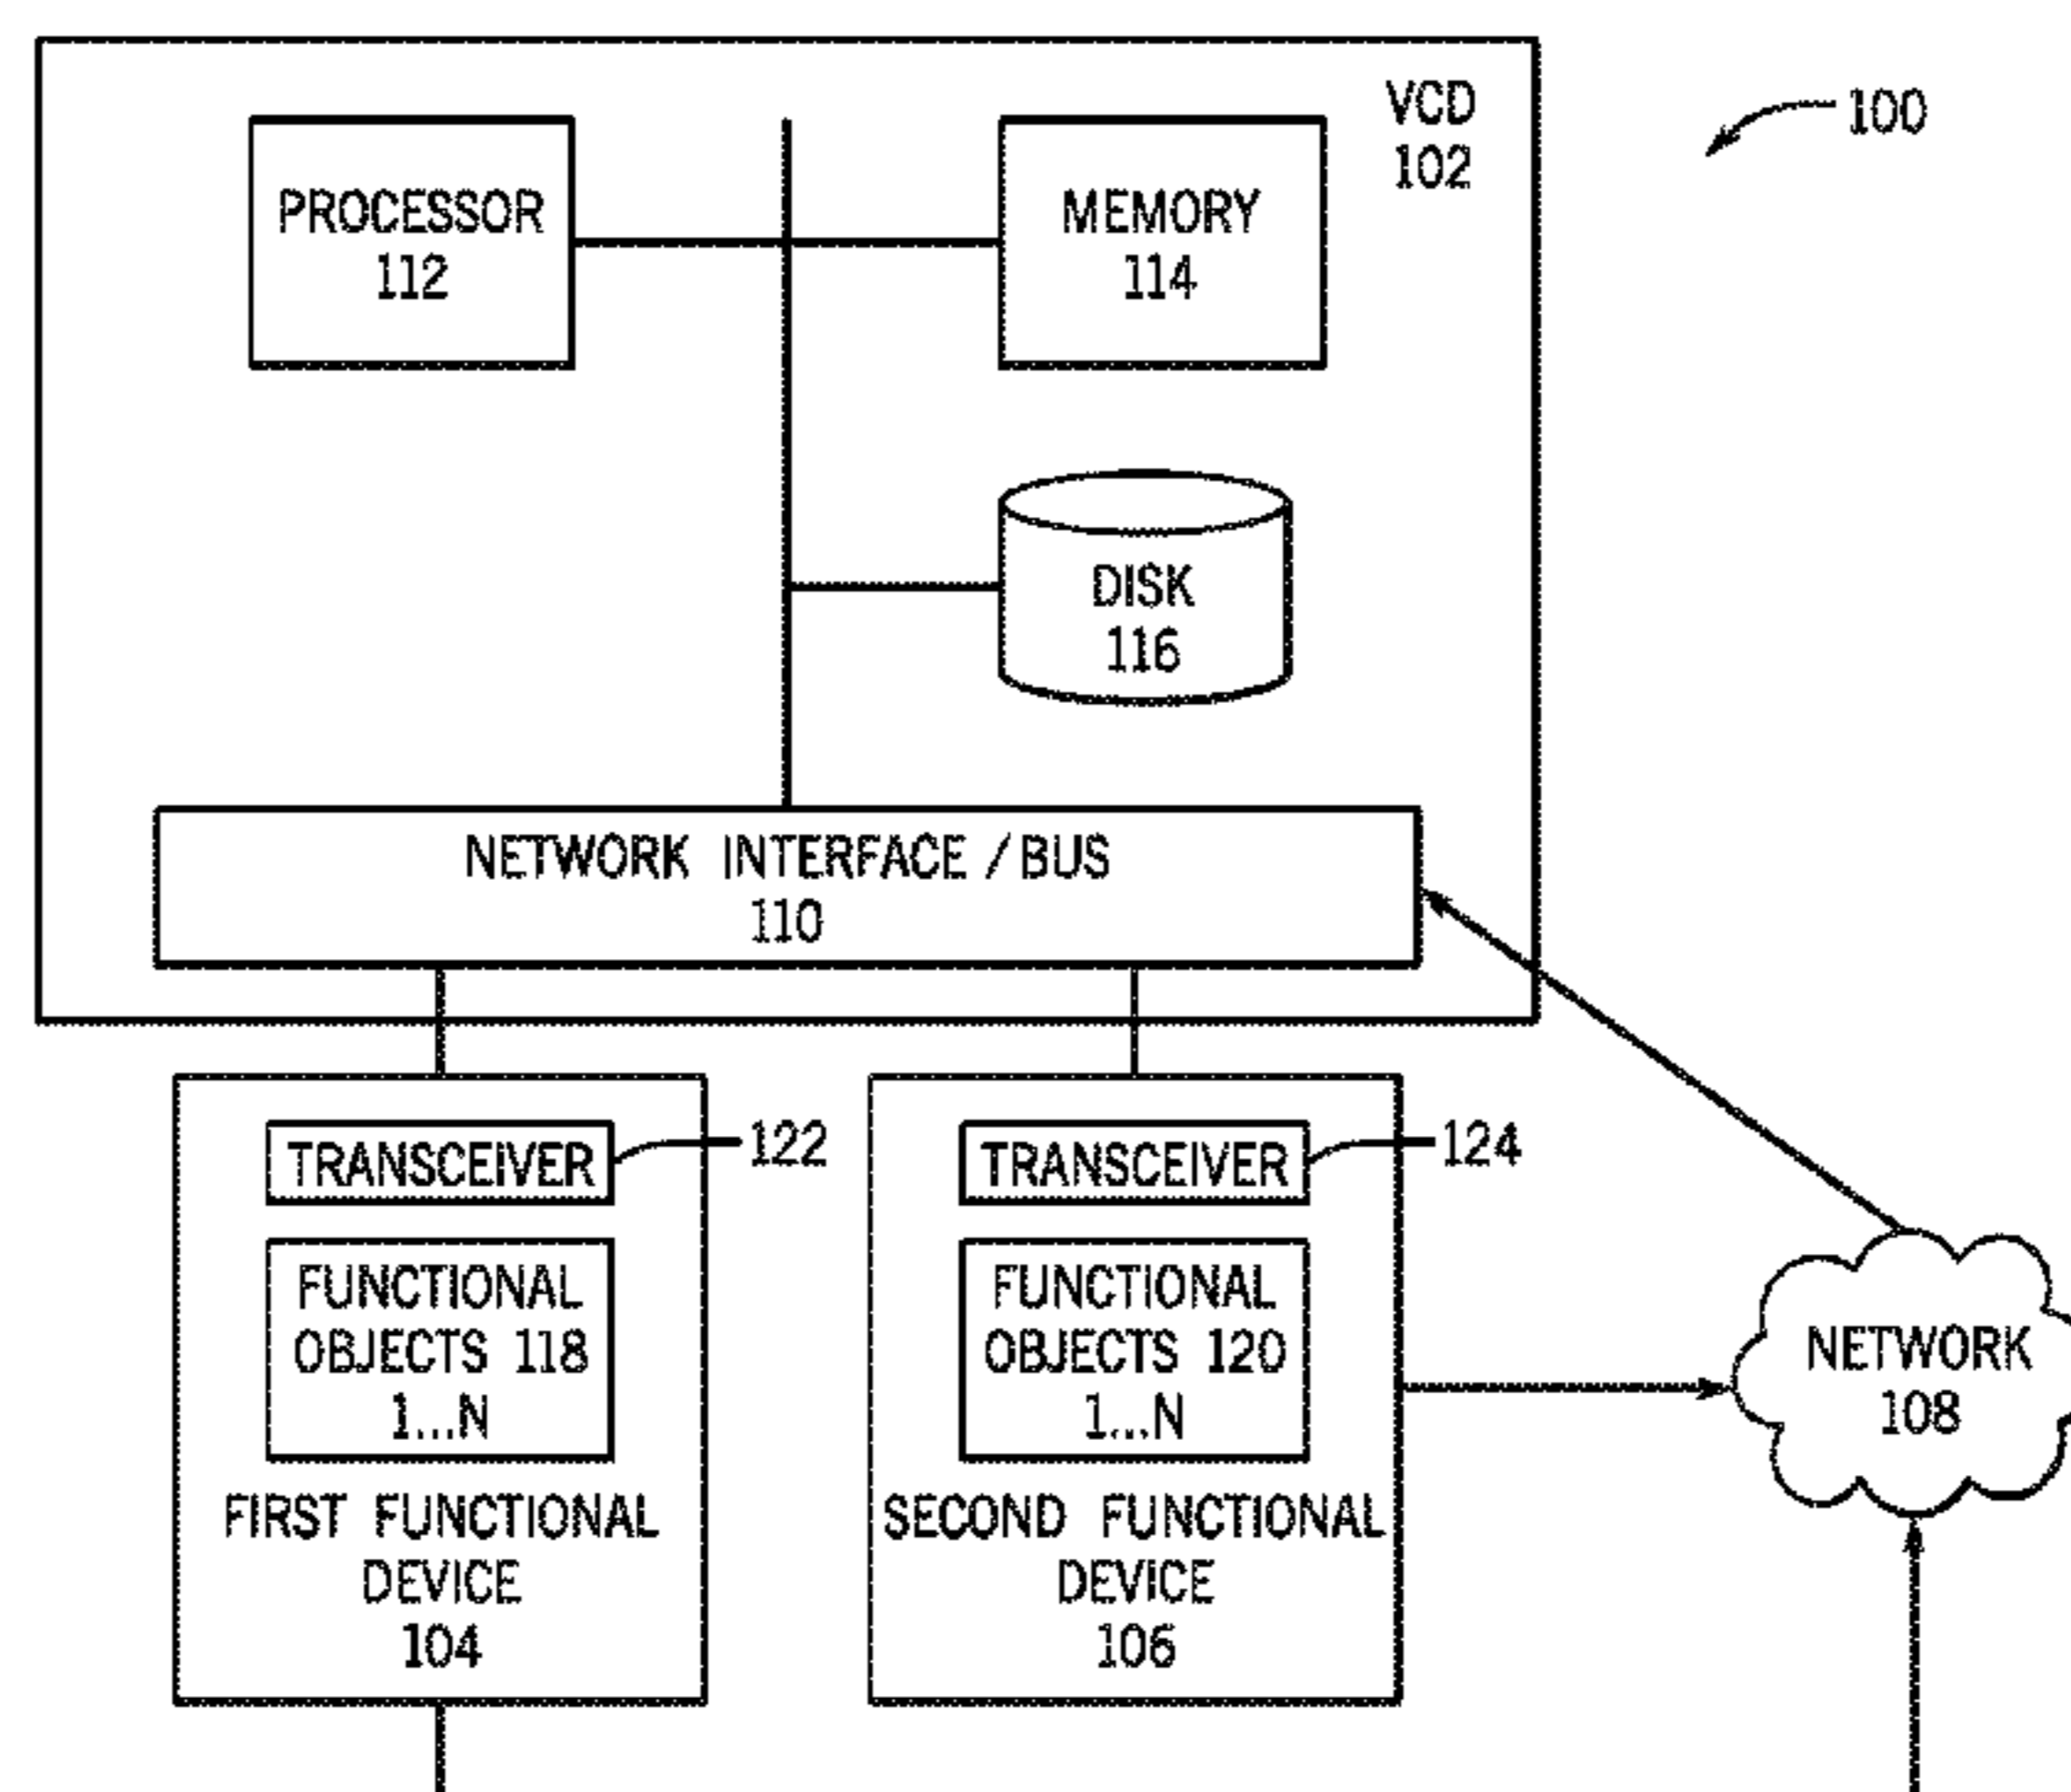 VCD
102
100
PROCESSOR
112
MEMORY
114
DISK
116
NETWORK INTERFACE / BUS
110
TRANSCEIVER
122
FUNCTIONAL
OBJECTS 118
1...N
FIRST FUNCTIONAL
DEVICE
104
TRANSCEIVER
124
FUNCTIONAL
OBJECTS 120
1...N
SECOND FUNCTIONAL
DEVICE
106
NETWORK
108